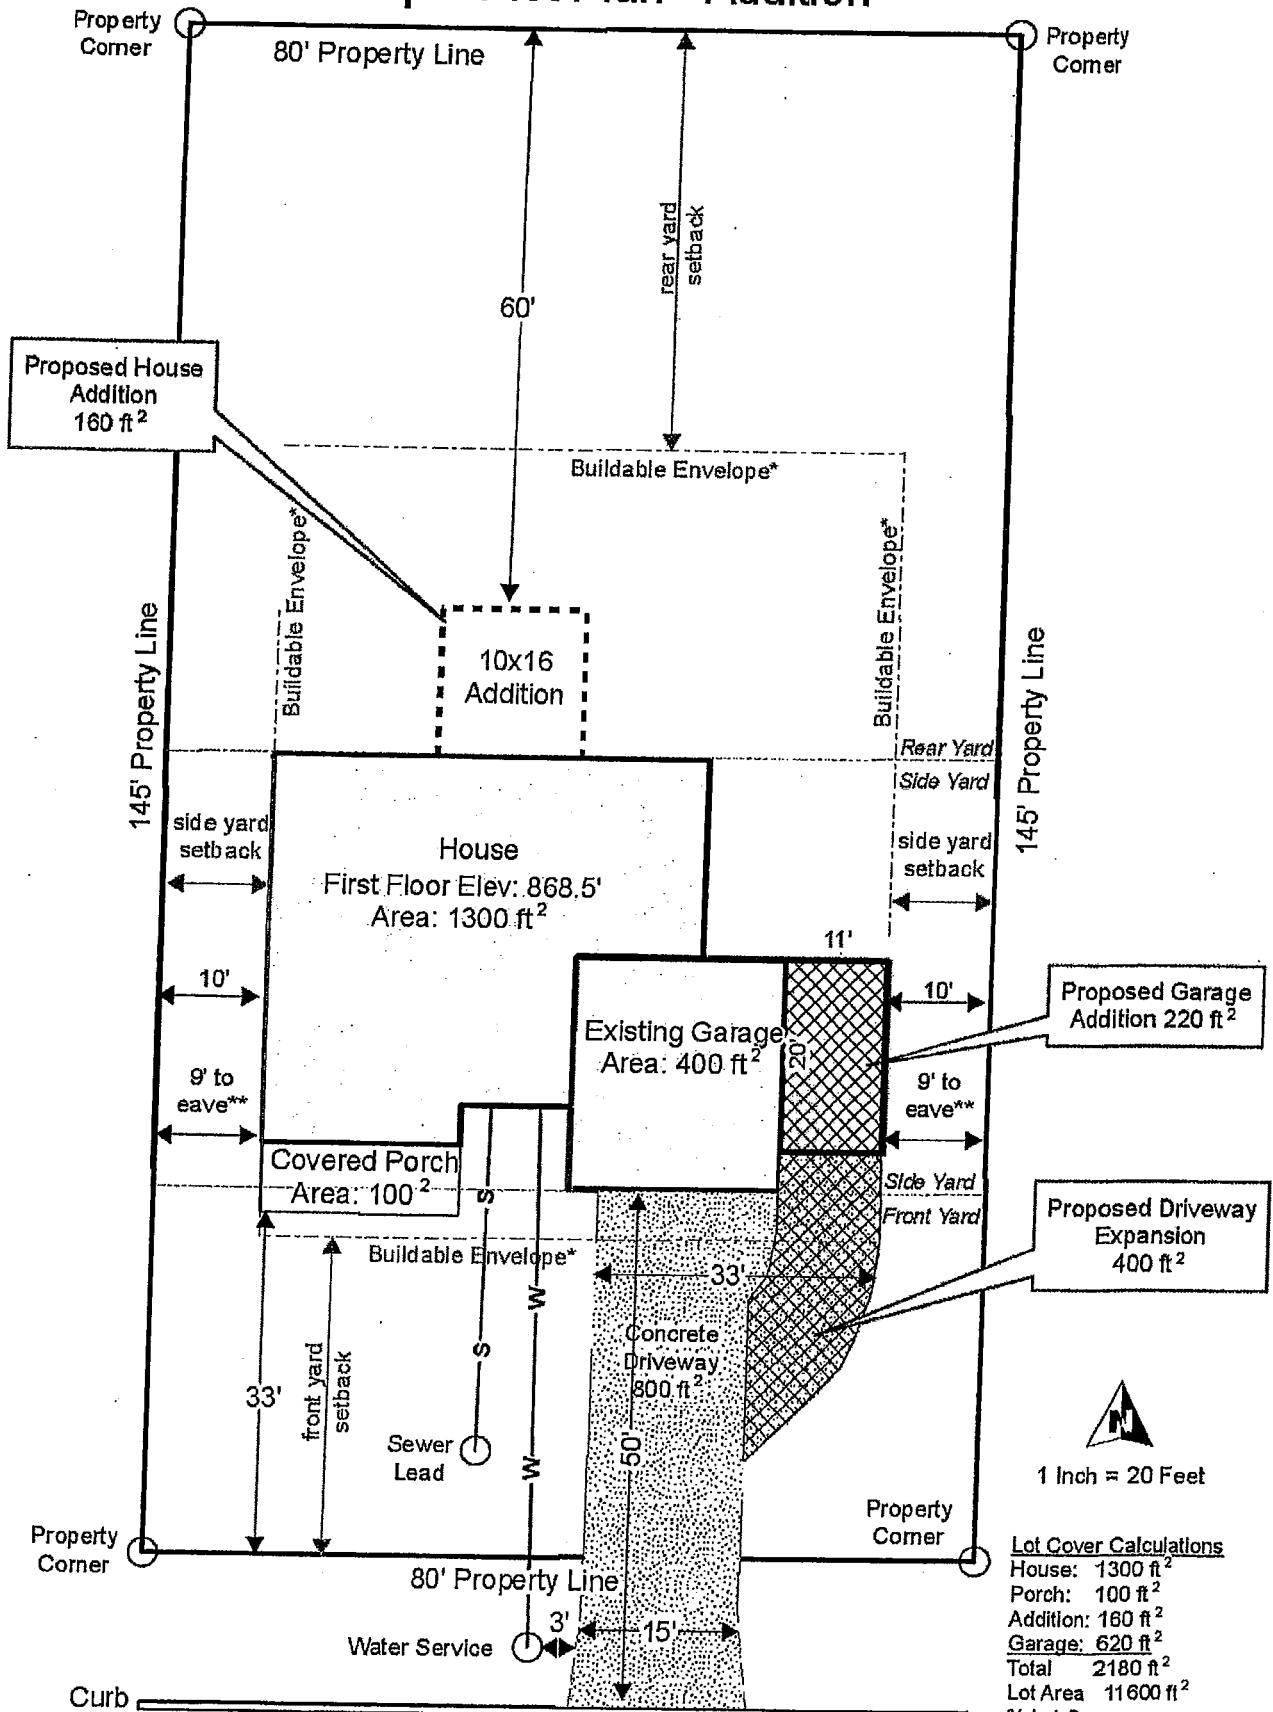 Addition
Property
Corner
80' Property Line
Property
Corner
rear yard
setback
60'
Proposed House
Addition
160 ft²
Buildable Envelope*
Buildable Envelope*
Buildable Envelope*
10x16
Addition
145' Property Line
145' Property Line
Rear Yard
Side Yard
side yard
setback
side yard
setback
House
First Floor Elev: 868.5'
Area: 1300 ft²
11'
10'
10'
Proposed Garage
Addition 220 ft²
Existing Garage
Area: 400 ft²
20'
9' to
eave**
9' to
eave**
Covered Porch
Area: 100²
Side Yard
Front Yard
S
Proposed Driveway
Expansion
400 ft²
Buildable Envelope*
33'
W
Concrete
Driveway
800 ft²
S
33'
front yard
setback
50'
Sewer
Lead
W
N
1 Inch = 20 Feet
Property
Corner
Property
Corner
80' Property Line
3'
15'
Water Service
Curb
Lot Cover Calculations
House: 1300 ft²
Porch: 100 ft²
Addition: 160 ft²
Garage: 620 ft²
Total 2180 ft²
Lot Area 11600 ft²